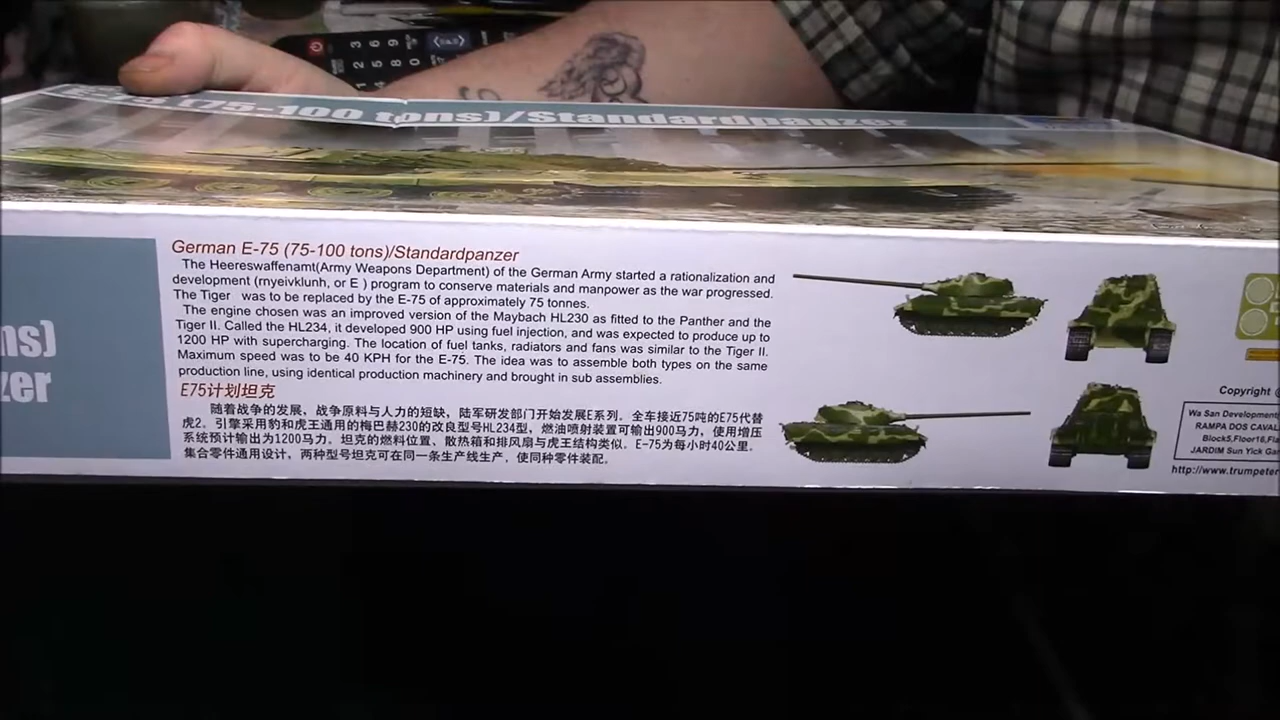 (75-100 tons)/Standardpanzer
ns)
zer
German E-75 (75-100 tons)/Standardpanzer
The Heereswaffenamt(Army Weapons Department) of the German Army started a rationalization and
development (rnyeivklunh, or E ) program to conserve materials and manpower as the war progressed.
The Tiger was to be replaced by the E-75 of approximately 75 tonnes.
The engine chosen was an improved version of the Maybach HL230 as fitted to the Panther and the
Tiger II. Called the HL234, it developed 900 HP using fuel injection, and was expected to produce up to
1200 HP with supercharging. The location of fuel tanks, radiators and fans was similar to the Tiger II.
Maximum speed was to be 40 KPH for the E-75. The idea was to assemble both types on the same
production line, using identical production machinery and brought in sub assemblies.
E75计划坦克
随着战争的发展，战争原料与人力的短缺，陆军研发部门开始发展E系列。全车接近75吨的E75代替
虎2。引擎采用豹和虎王通用的梅巴赫230的改良型号HL234型，燃油喷射装置可输出900马力，使用增压
系统预计输出为1200马力。坦克的燃料位置、散热箱和排风扇与虎王结构类似。E-75为每小时40公里。
集合零件通用设计，两种型号坦克可在同一条生产线生产，使同种零件装配。
Copyright
Wa San Development
RAMPA DOS CAVAL
Block5,Floor16,Fla
JARDIM Sun Yick Gar
http://www.trumpeter
3 6 9
2 5 8 0